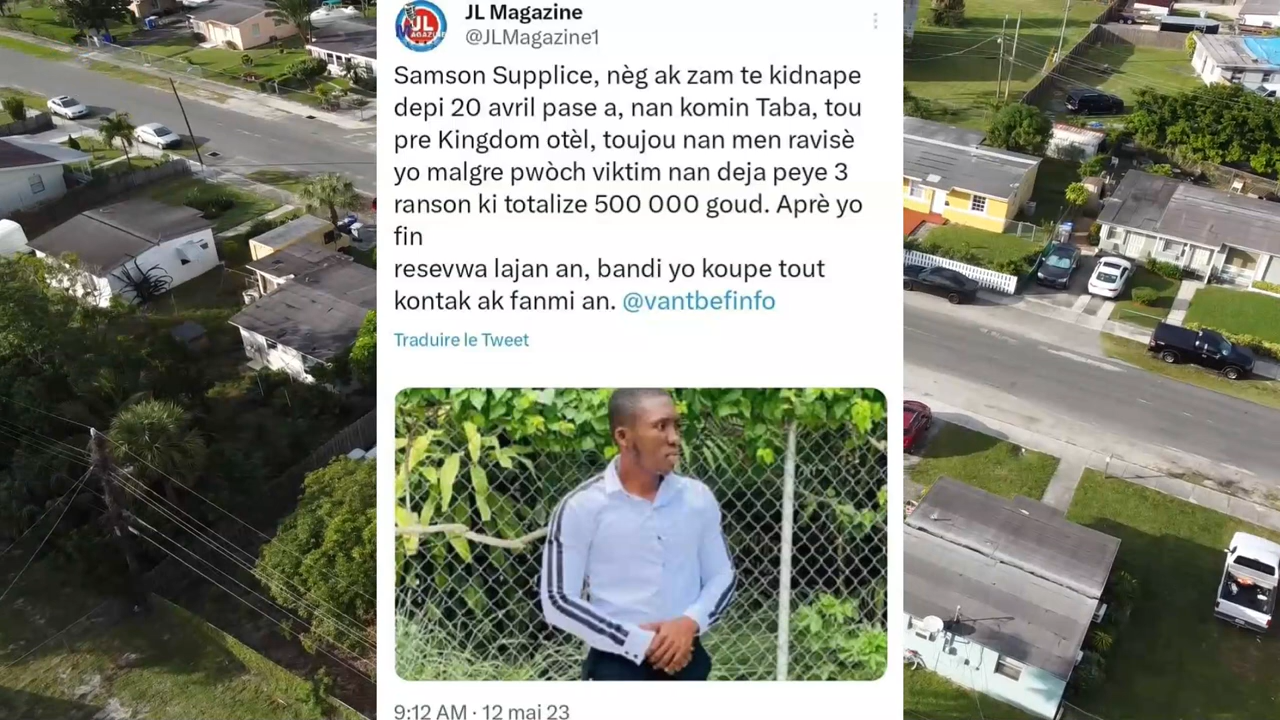 JL Magazine
@JLMagazine1
JL
MAGAZINE
Samson Supplice, nèg ak zam te kidnape
depi 20 avril pase a, nan komin Taba, tou
pre Kingdom otèl, toujou nan men ravisè
yo malgre pwòch viktim nan deja peye 3
ranson ki totalize 500 000 goud. Aprè yo
fin
resevwa lajan an, bandi yo koupe tout
kontak ak fanmi an. @vantbefinfo
Traduire le Tweet
9:12 AM · 12 mai 23